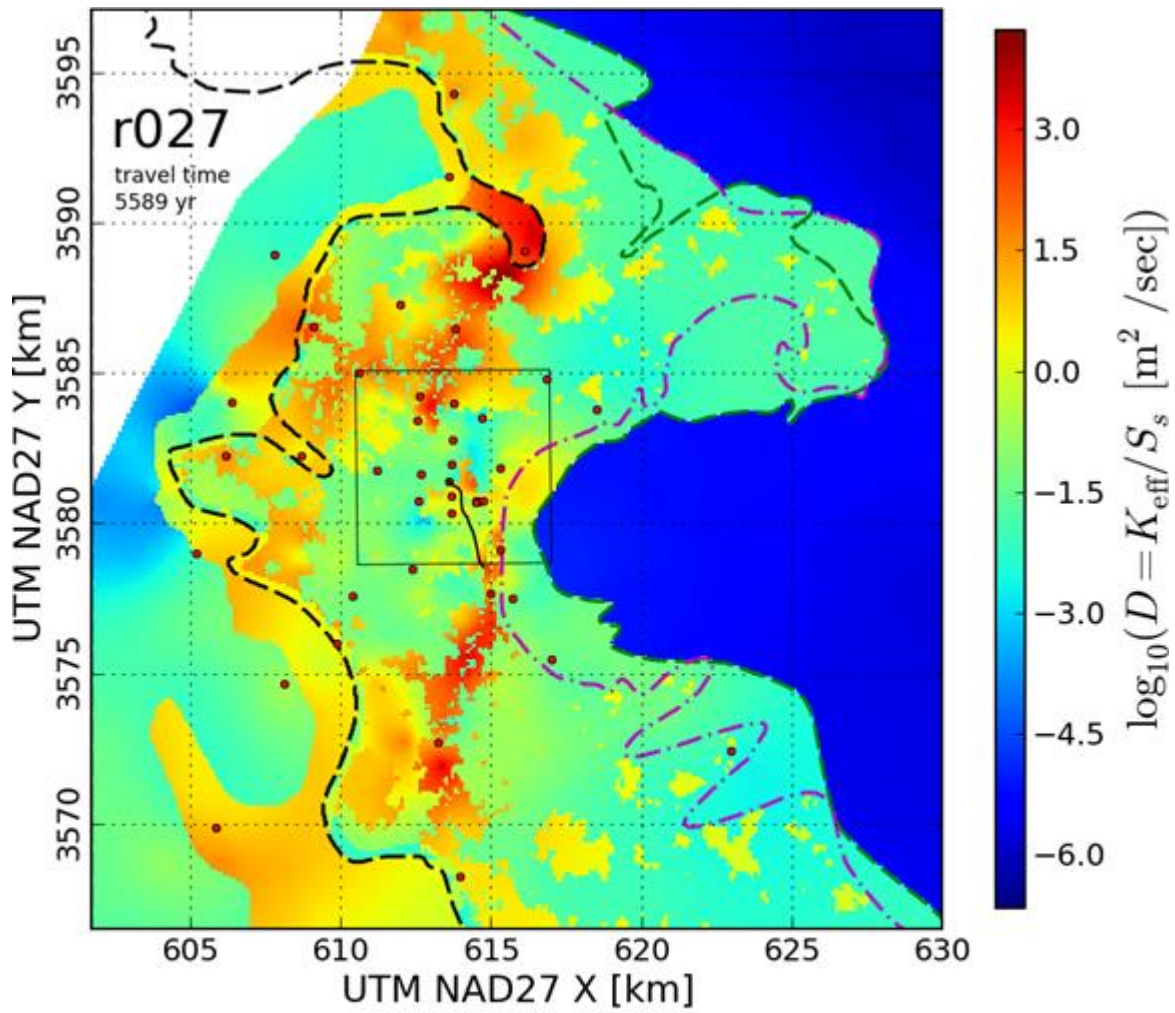 r027
travel time
5589 yr
3595
3590
3585
3580
3575
3570
UTM NAD27 Y [km]
605 610 615 620 625 630
UTM NAD27 X [km]
3.0
1.5
0.0
−1.5
−3.0
−4.5
−6.0
log₁₀(D = K_eff/S_s [m²/sec])